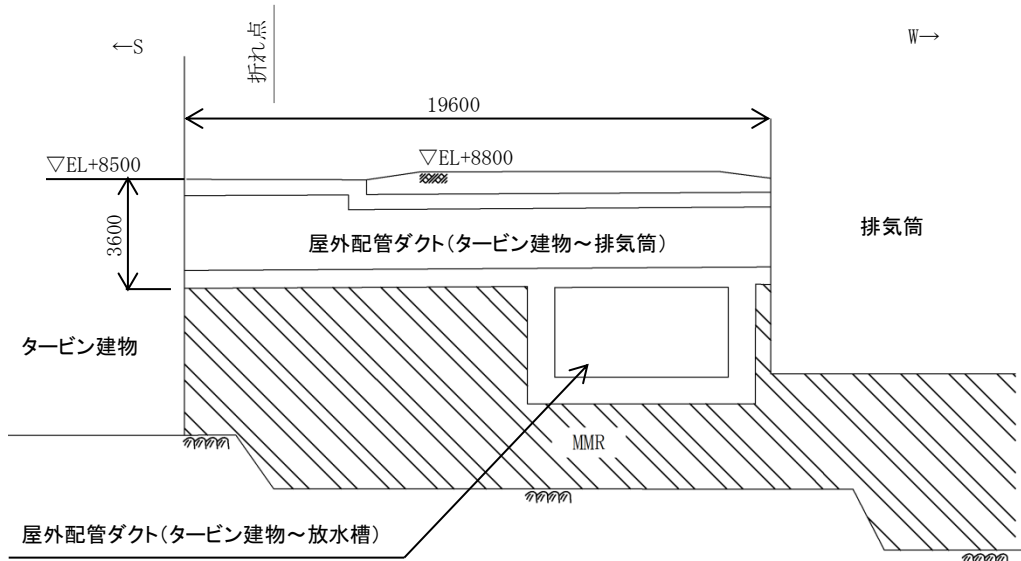 ←S
折れ点
W→
19600
▽EL+8500
▽EL+8800
3600
屋外配管ダクト(タービン建物~排気筒)
排気筒
タービン建物
MMR
屋外配管ダクト(タービン建物~放水槽)